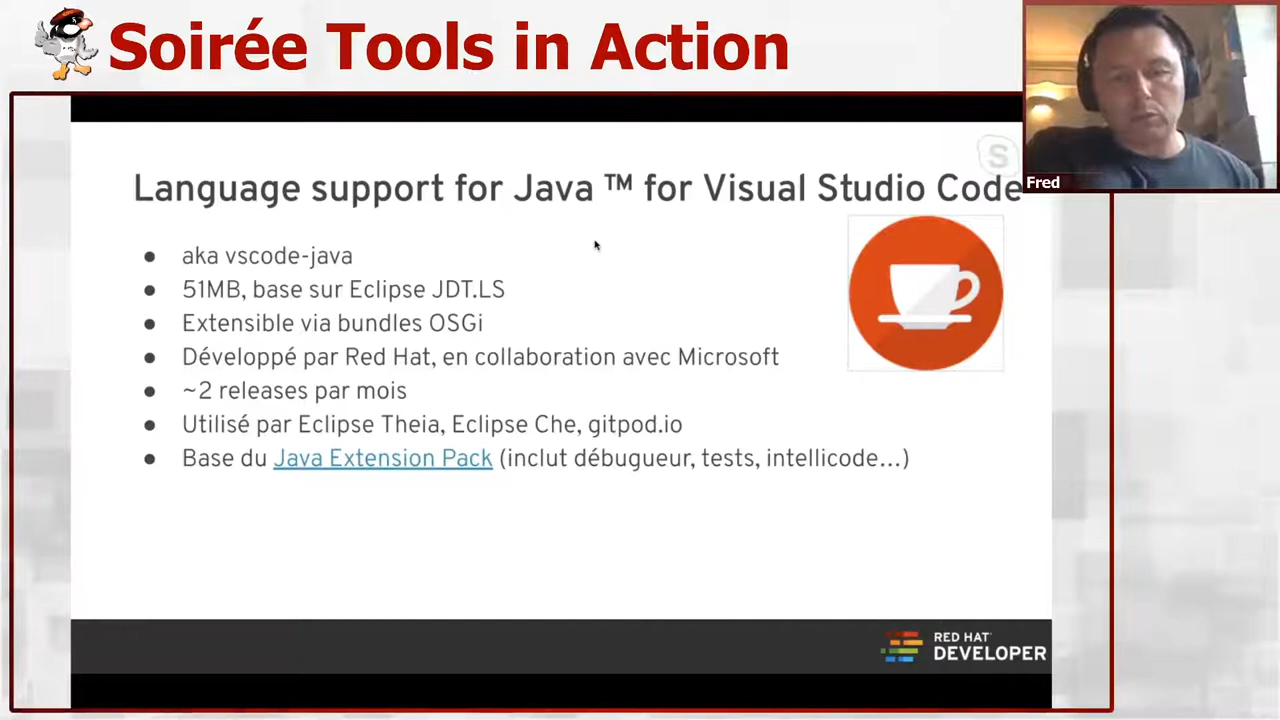 Soirée Tools in Action
Fred
S
Language support for Java ™ for Visual Studio Code
aka vscode-java
51MB, base sur Eclipse JDT.LS
Extensible via bundles OSGi
Développé par Red Hat, en collaboration avec Microsoft
~2 releases par mois
Utilisé par Eclipse Theia, Eclipse Che, gitpod.io
Base du Java Extension Pack (inclut débugueur, tests, intellicode…)
RED HAT
DEVELOPER